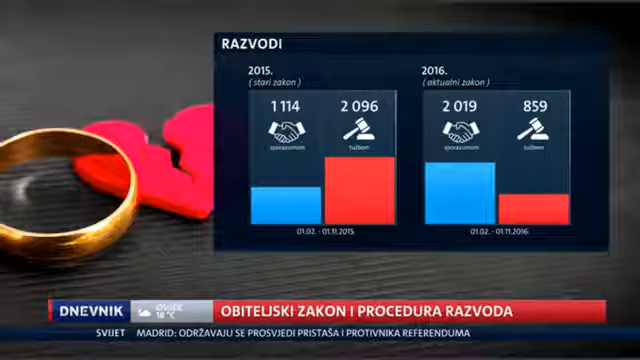 RAZVODI
2015.
( stari zakon )
1 114
2 096
sporazumom
tužbom
01.02. - 01.11.2015.
2016.
( aktualni zakon )
2 019
859
sporazumom
tužbom
01.02. - 01.11.2016.
DNEVNIK
OSIJEK
18 °C
OBITELJSKI ZAKON I PROCEDURA RAZVODA
SVIJET
MADRID: ODRŽAVAJU SE PROSVJEDI PRISTAŠA I PROTIVNIKA REFERENDUMA